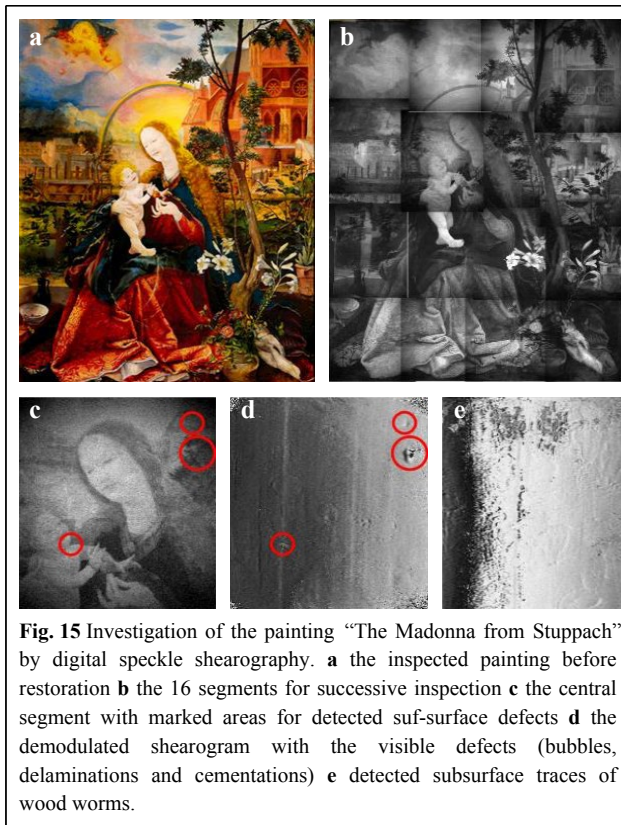 a
b
c
d
e
Fig. 15 Investigation of the painting “The Madonna from Stuppach”
by digital speckle shearography. a the inspected painting before
restoration b the 16 segments for successive inspection c the central
segment with marked areas for detected suf-surface defects d the
demodulated shearogram with the visible defects (bubbles,
delaminations and cementations) e detected subsurface traces of
wood worms.